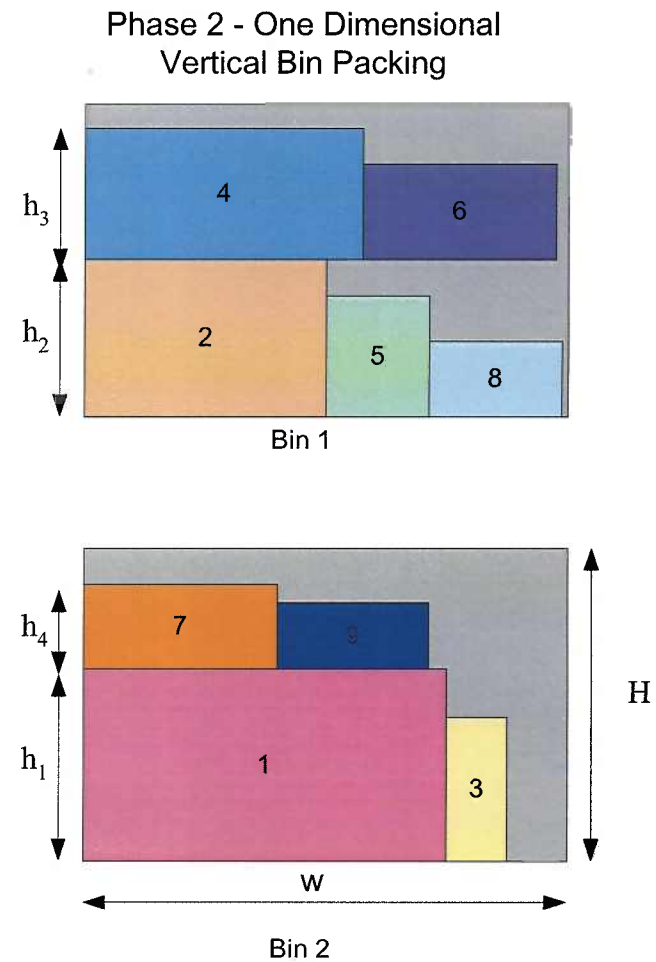 Phase 2 - One Dimensional
Vertical Bin Packing
h3
4
6
h2
2
5
8
Bin 1
h4
7
9
H
h1
1
3
W
Bin 2